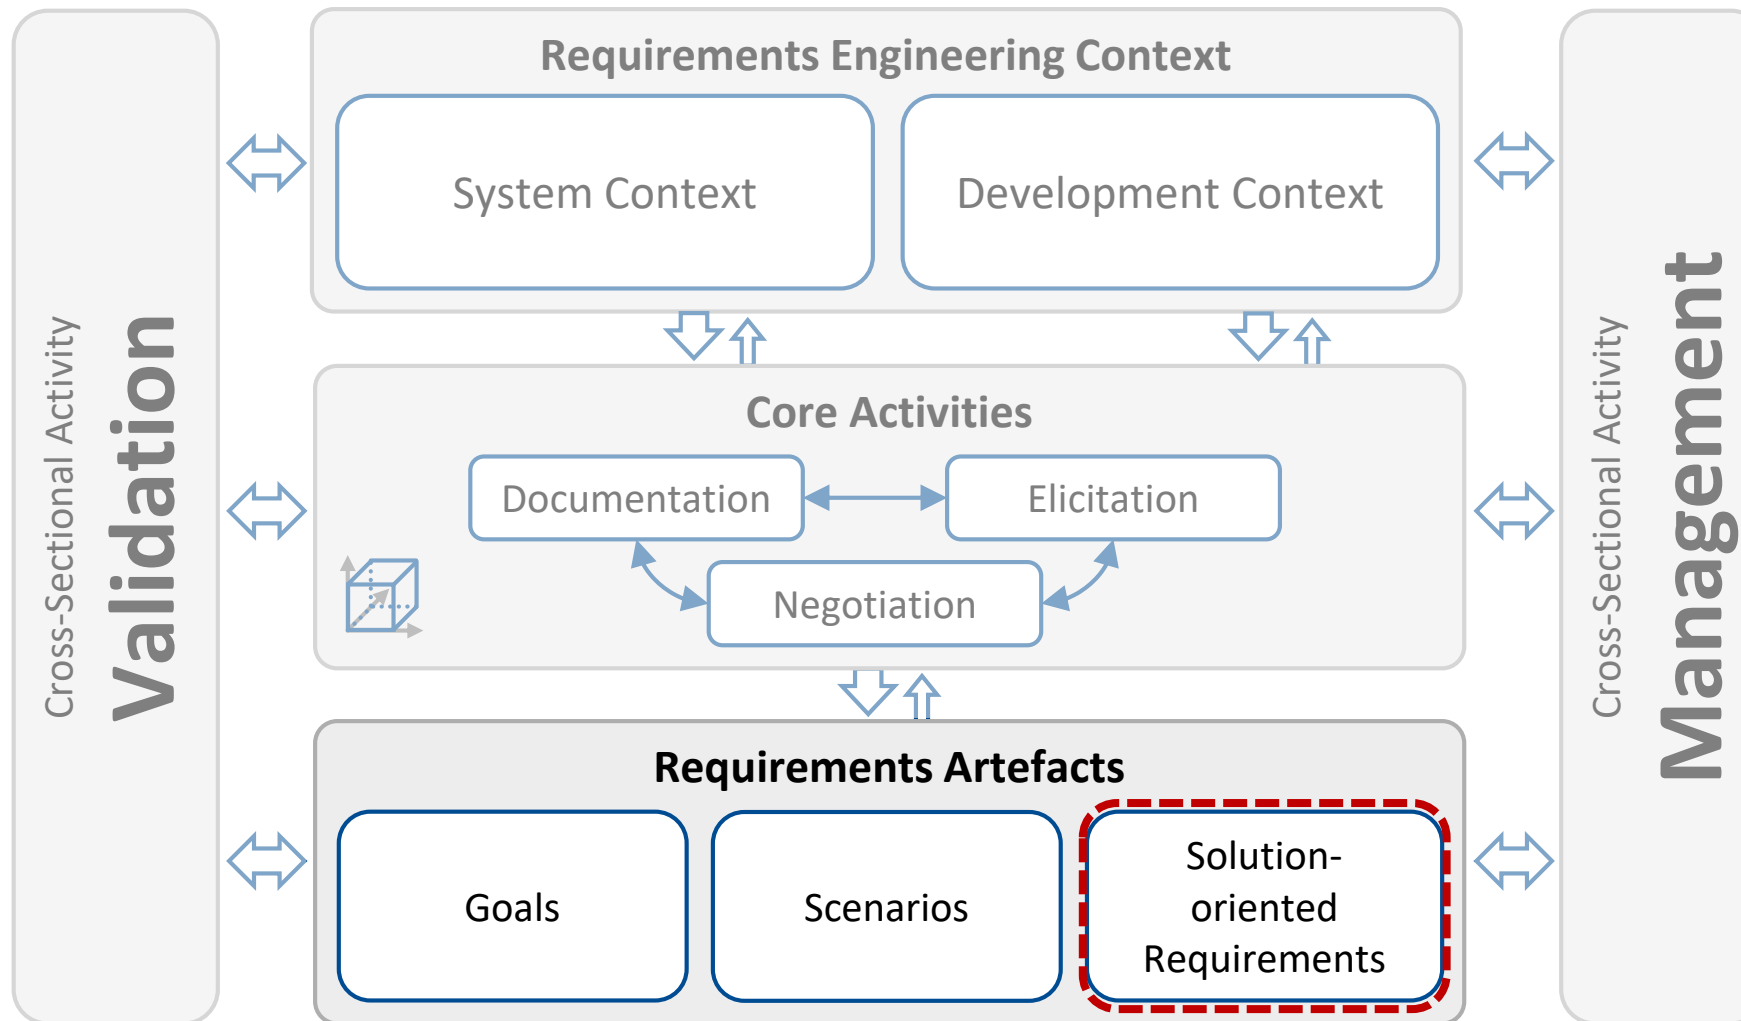 Requirements Engineering Context
System Context
Development Context
Cross-Sectional Activity
Validation
Core Activities
Documentation
Elicitation
Negotiation
Cross-Sectional Activity
Management
Requirements Artefacts
Goals
Scenarios
Solution-
oriented
Requirements